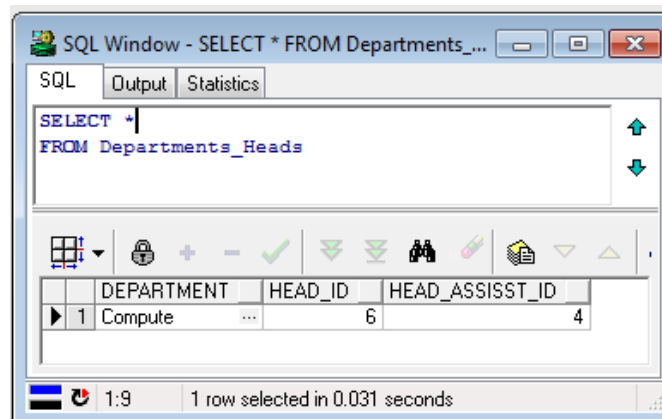 SQL Window - SELECT * FROM Departments_...
SQL Output Statistics
SELECT *
FROM Departments_Heads
DEPARTMENT HEAD_ID HEAD_ASSISST_ID
1 Compute ... 6 4
1:9 1 row selected in 0.031 seconds